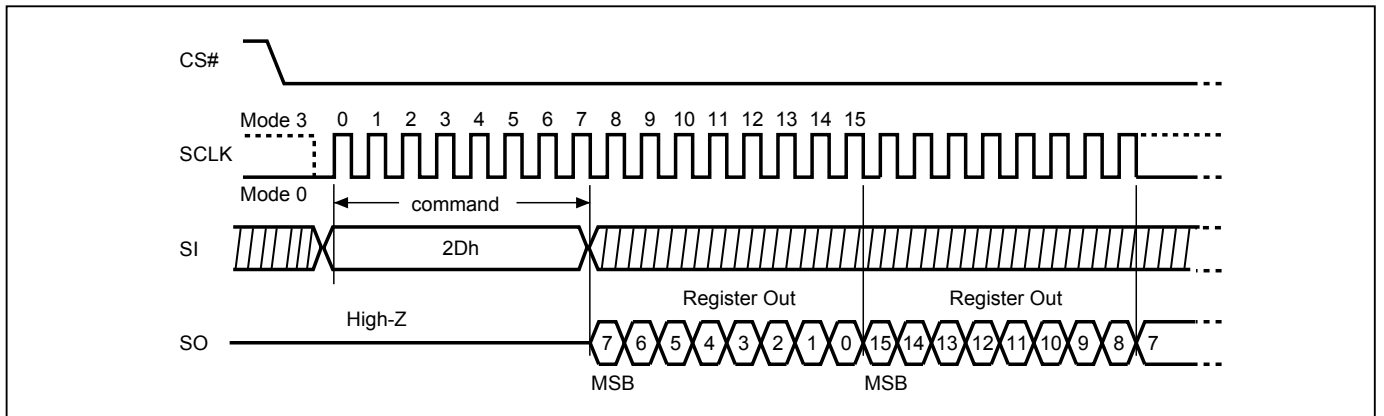 CS#
Mode 3 0 1 2 3 4 5 6 7 8 9 10 11 12 13 14 15
SCLK
Mode 0
command
SI 2Dh
Register Out Register Out
High-Z
SO 7 6 5 4 3 2 1 0 15 14 13 12 11 10 9 8 7
MSB MSB